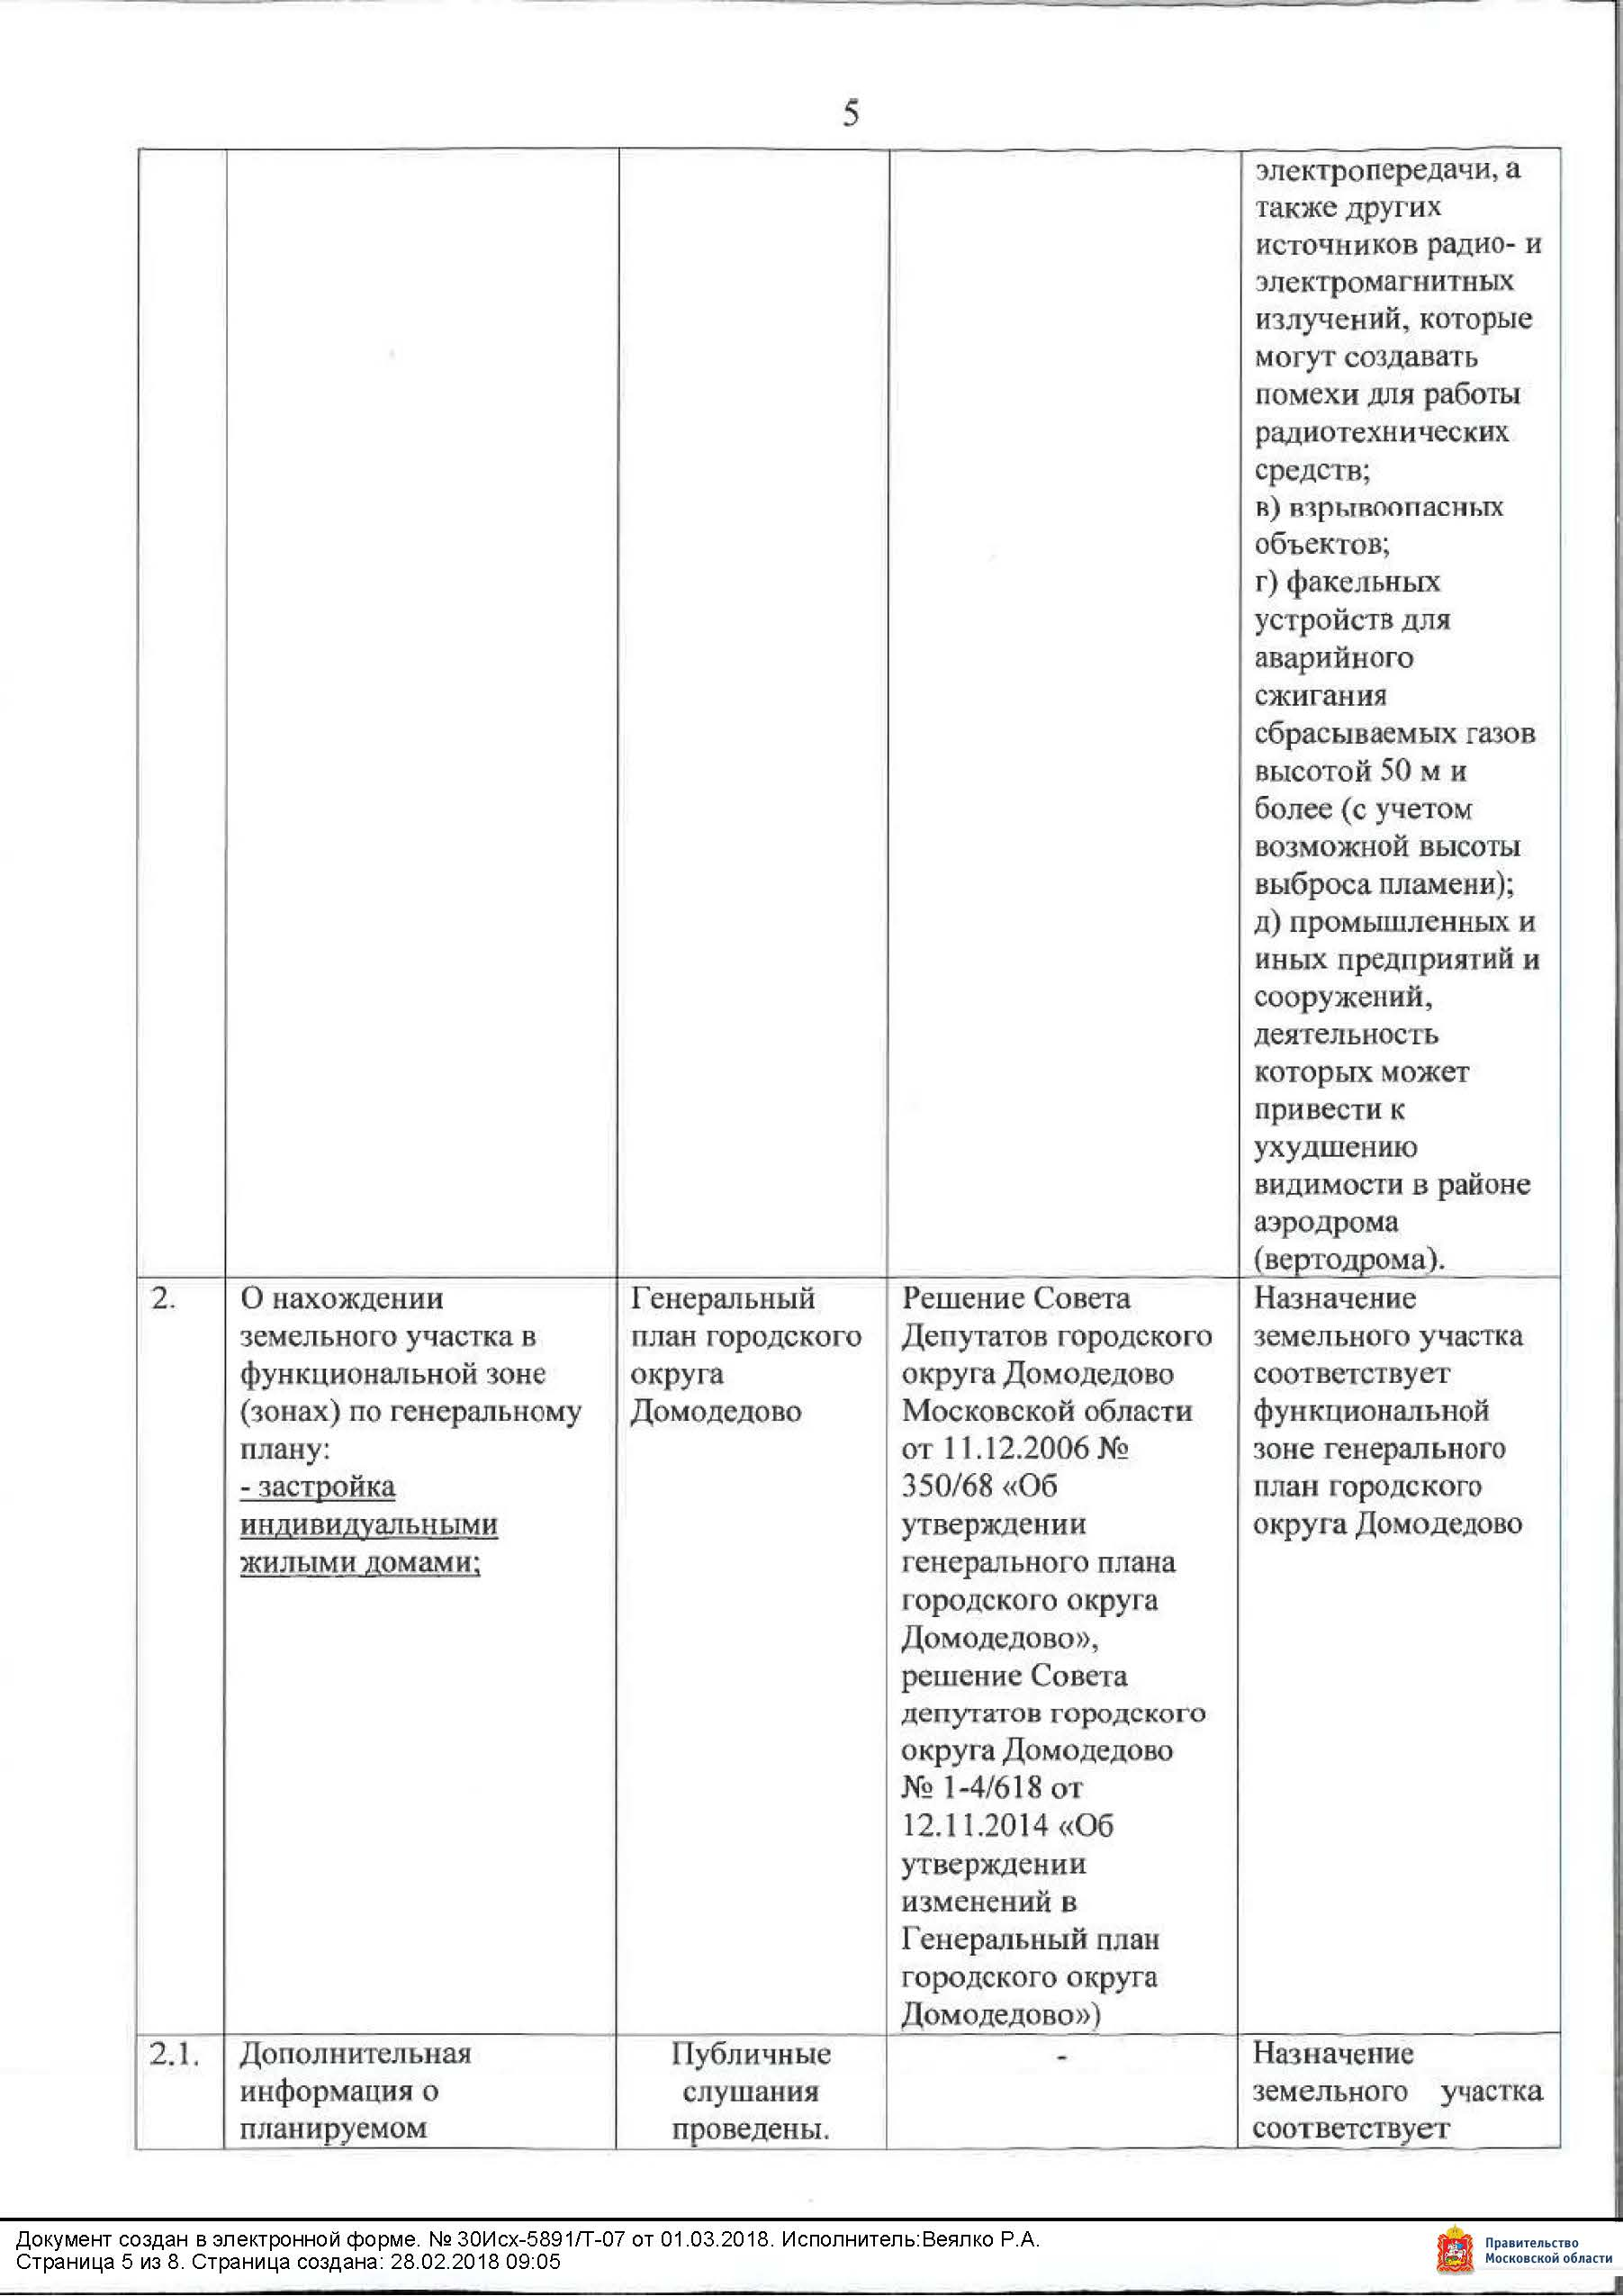 5
электропередачи, а
также других
источников радио- и
электромагнитных
излучений, которые
могут создавать
помехи для работы
радиотехнических
средств;
в) взрывоопасных
объектов;
г) факельных
устройств для
аварийного
сжигания
сбрасываемых газов
высотой 50 м и
более (с учетом
возможной высоты
выброса пламени);
д) промышленных и
иных предприятий и
сооружений,
деятельность
которых может
привести к
ухудшению
видимости в районе
аэродрома
(вертодрома).
2.
О нахождении
земельного участка в
функциональной зоне
(зонах) по генеральному
плану:
- застройка
индивидуальными
жилыми домами;
Генеральный
план городского
округа
Домодедово
Решение Совета
Депутатов городского
округа Домодедово
Московской области
от 11.12.2006 №
350/68 «Об
утверждении
генерального плана
городского округа
Домодедово»,
решение Совета
депутатов городского
округа Домодедово
№ 1-4/618 от
12.11.2014 «Об
утверждении
изменений в
Генеральный план
городского округа
Домодедово»)
Назначение
земельного участка
соответствует
функциональной
зоне генерального
план городского
округа Домодедово
2.1.
Дополнительная
информация о
планируемом
Публичные
слушания
проведены.
-
Назначение
земельного участка
соответствует
Документ создан в электронной форме. № 30Исх-5891/Т-07 от 01.03.2018. Исполнитель:Веялко Р.А.
Страница 5 из 8. Страница создана: 28.02.2018 09:05
Правительство
Московской области